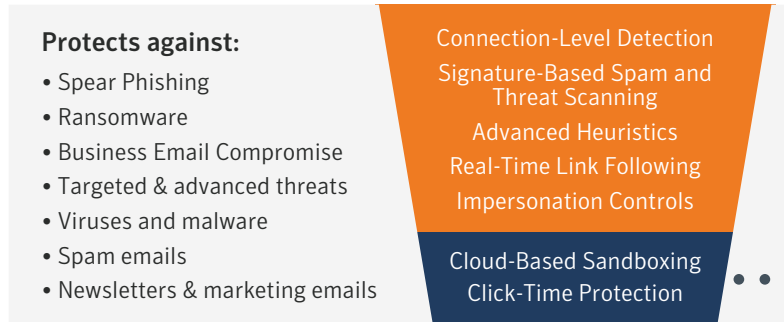 Protects against:
• Spear Phishing
• Ransomware
• Business Email Compromise
• Targeted & advanced threats
• Viruses and malware
• Spam emails
• Newsletters & marketing emails
Connection-Level Detection
Signature-Based Spam and
Threat Scanning
Advanced Heuristics
Real-Time Link Following
Impersonation Controls
Cloud-Based Sandboxing
Click-Time Protection